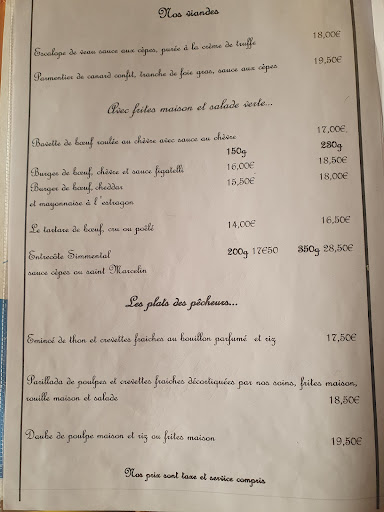 Nos viandes
18,00€
Escalope de veau sauce aux cèpes, purée à la crème de truffe
19,50€
Parmentier de canard confit, tranche de foie gras, sauce aux cèpes
Avec frites maison et salade verte...
17,00€
Bavette de bœuf roulée au chèvre avec sauce au chèvre
150g 230g
Burger de bœuf, chèvre et sauce figatelli 16,00€ 18,50€
Burger de bœuf, cheddar 15,50€ 18,00€
et mayonnaise à l'estragon
Le tartare de bœuf, cru ou poêlé 14,00€ 16,50€
Entrecôte Simmental 200g 17€50 350g 28,50€
sauce cèpes ou saint Marcelin
Les plats des pêcheurs...
Emincé de thon et crevettes fraiches au bouillon parfumé et riz 17,50€
Parillada de poulpes et crevettes fraiches décortiquées par nos soins, frites maison,
rouille maison et salade 18,50€
Daube de poulpe maison et riz ou frites maison 19,50€
Nos prix sont taxe et service compris